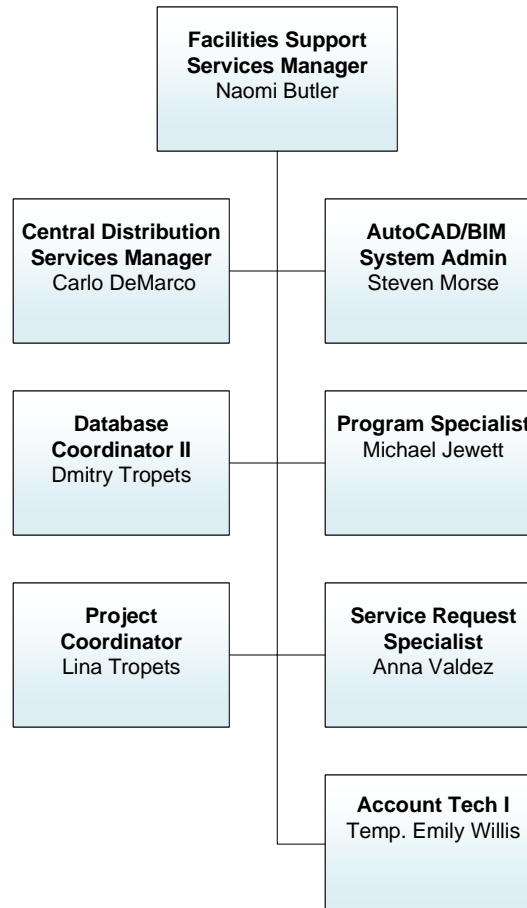 Facilities Support
Services Manager
Naomi Butler
Central Distribution
Services Manager
Carlo DeMarco
AutoCAD/BIM
System Admin
Steven Morse
Database
Coordinator II
Dmitry Tropets
Program Specialist
Michael Jewett
Project
Coordinator
Lina Tropets
Service Request
Specialist
Anna Valdez
Account Tech I
Temp. Emily Willis